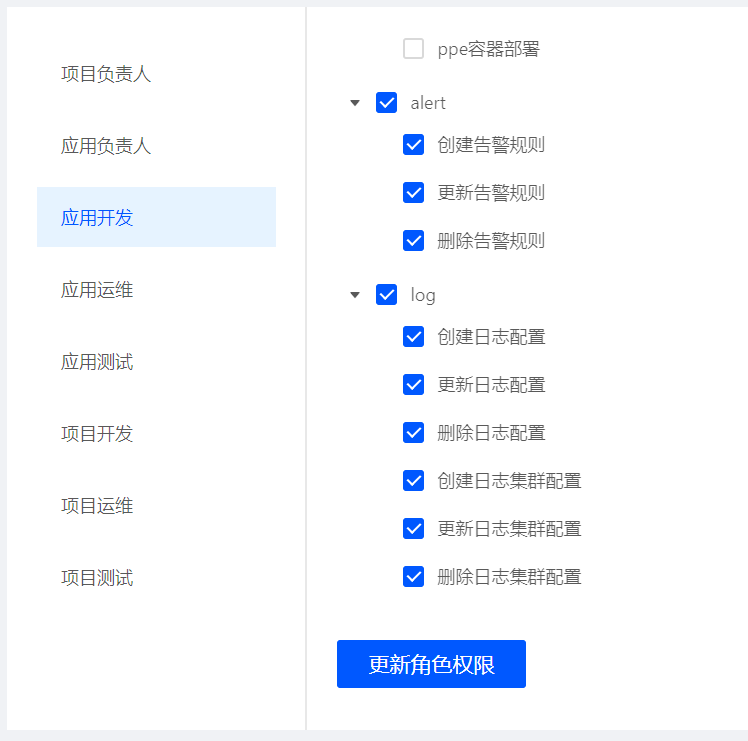 项目负责人
应用负责人
应用开发
应用运维
应用测试
项目开发
项目运维
项目测试
ppe容器部署
alert
创建告警规则
更新告警规则
删除告警规则
log
创建日志配置
更新日志配置
删除日志配置
创建日志集群配置
更新日志集群配置
删除日志集群配置
更新角色权限